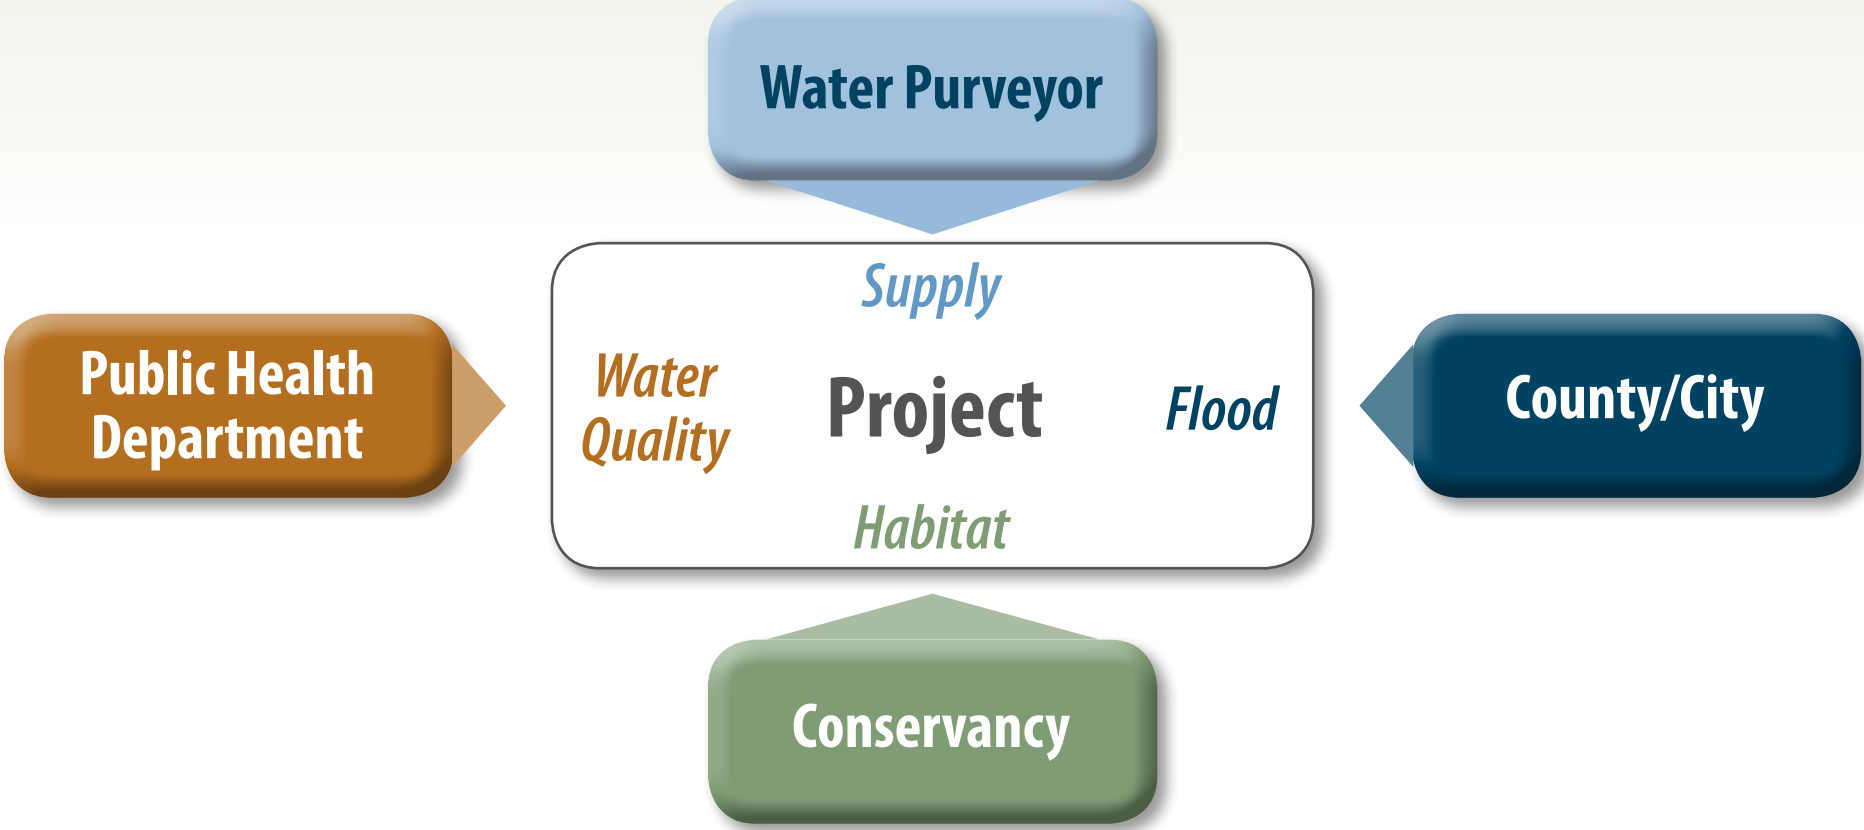 Water Purveyor
Supply
Public Health
Department
Water
Quality
Project
Flood
County/City
Habitat
Conservancy